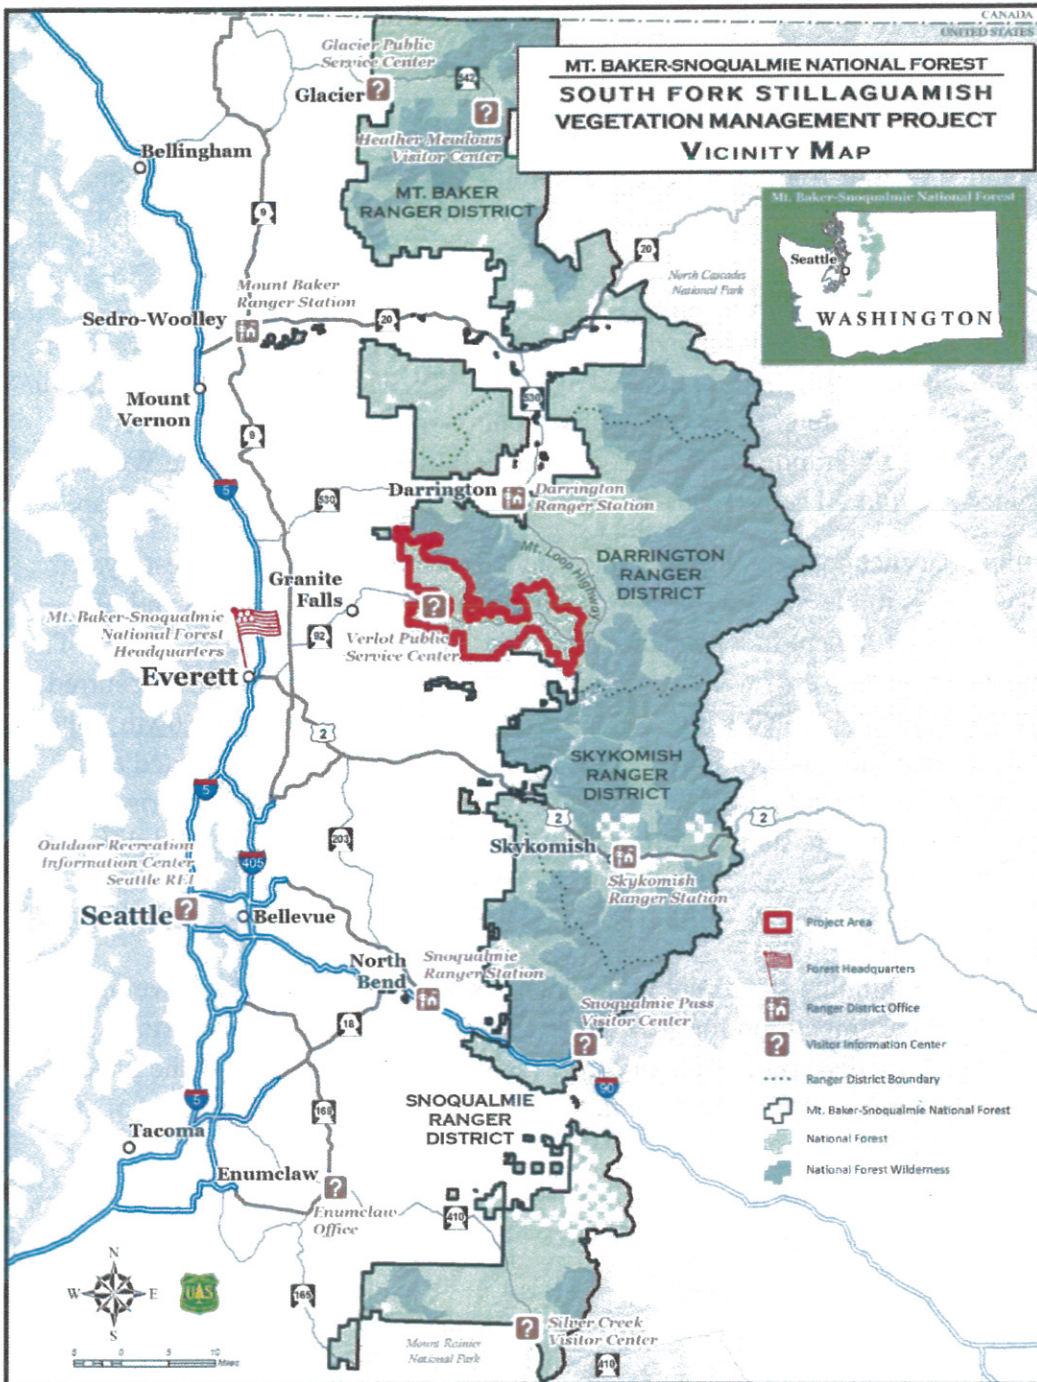 CANADA
UNITED STATES
MT. BAKER-SNOQUALMIE NATIONAL FOREST
SOUTH FORK STILLAGUAMISH
VEGETATION MANAGEMENT PROJECT
VICINITY MAP
Glacier Public
Service Center
Glacier
542
Heather Meadows
Visitor Center
Bellingham
MT. BAKER
RANGER DISTRICT
9
20
North Cascades
National Park
Mt. Baker-Snoqualmie National Forest
Seattle
WASHINGTON
Mount Baker
Ranger Station
Sedro-Woolley
20
Mount
Vernon
530
9
5
530
Darrington
Darrington
Ranger Station
Mt. Loop Highway
DARRINGTON
RANGER
DISTRICT
Granite
Falls
92
Verlot Public
Service Center
Mt. Baker-Snoqualmic
National Forest
Headquarters
Everett
2
SKYKOMISH
RANGER
DISTRICT
5
2
2
203
Skykomish
Skykomish
Ranger Station
Outdoor Recreation
Information Center
Seattle REI
405
Seattle
Bellevue
North
Bend
Snoqualmie
Ranger Station
18
Snoqualmie Pass
Visitor Center
90
Project Area
Forest Headquarters
Ranger District Office
Visitor Information Center
Ranger District Boundary
Mt. Baker-Snoqualmie National Forest
National Forest
National Forest Wilderness
SNOQUALMIE
RANGER
DISTRICT
5
169
Tacoma
Enumclaw
Enumclaw
Office
410
165
Mount Rainier
National Park
Silver Creek
Visitor Center
410
N
W
E
S
UAS
5
0
5
10
Miles